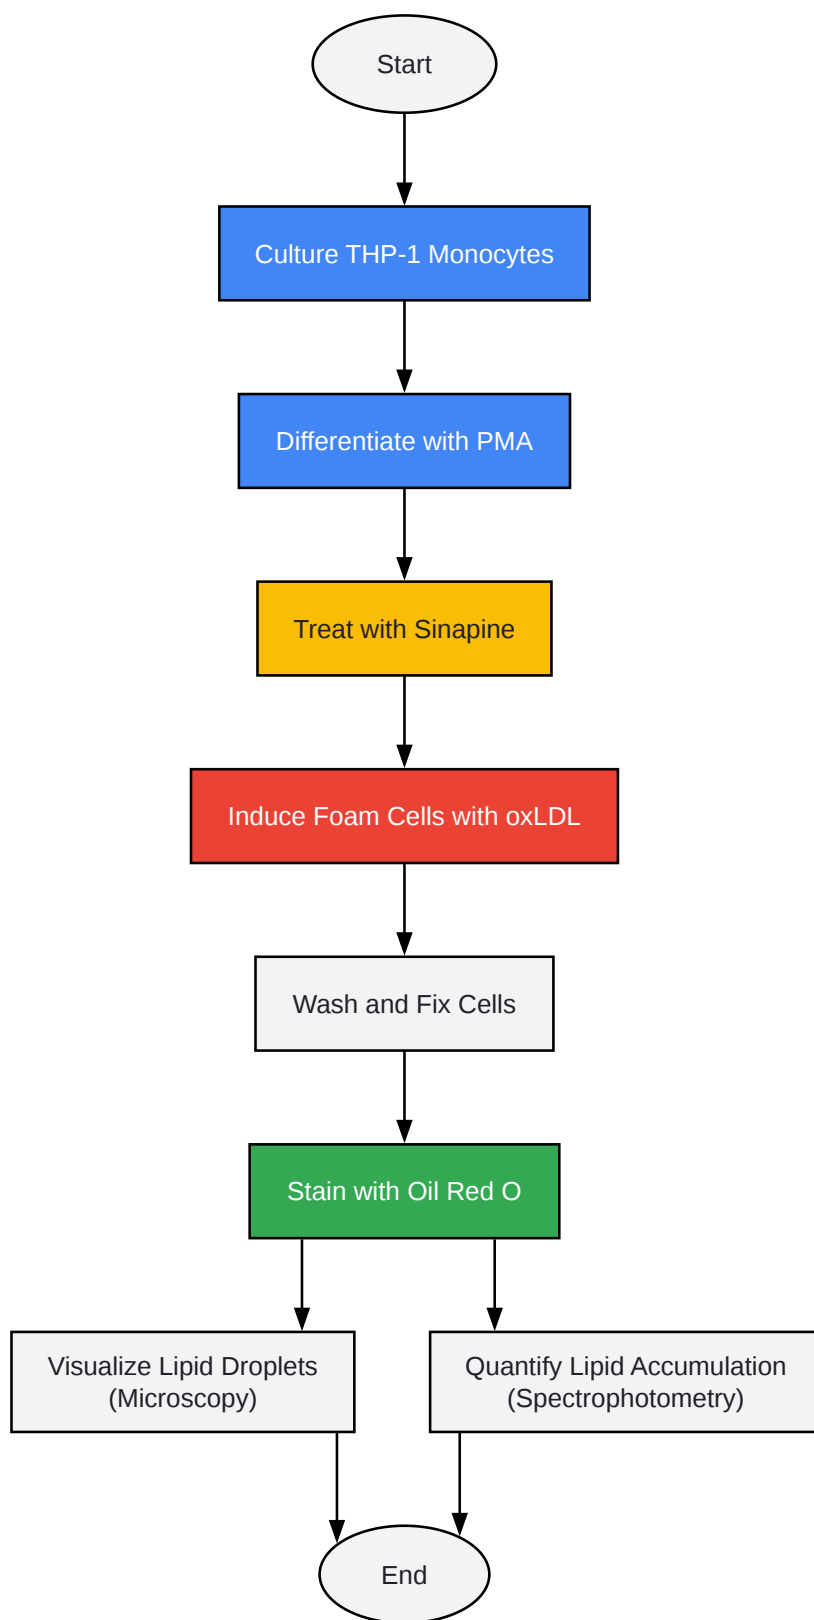 Start
Culture THP-1 Monocytes
Differentiate with PMA
Treat with Sinapine
Induce Foam Cells with oxLDL
Wash and Fix Cells
Stain with Oil Red O
Visualize Lipid Droplets
(Microscopy)
Quantify Lipid Accumulation
(Spectrophotometry)
End